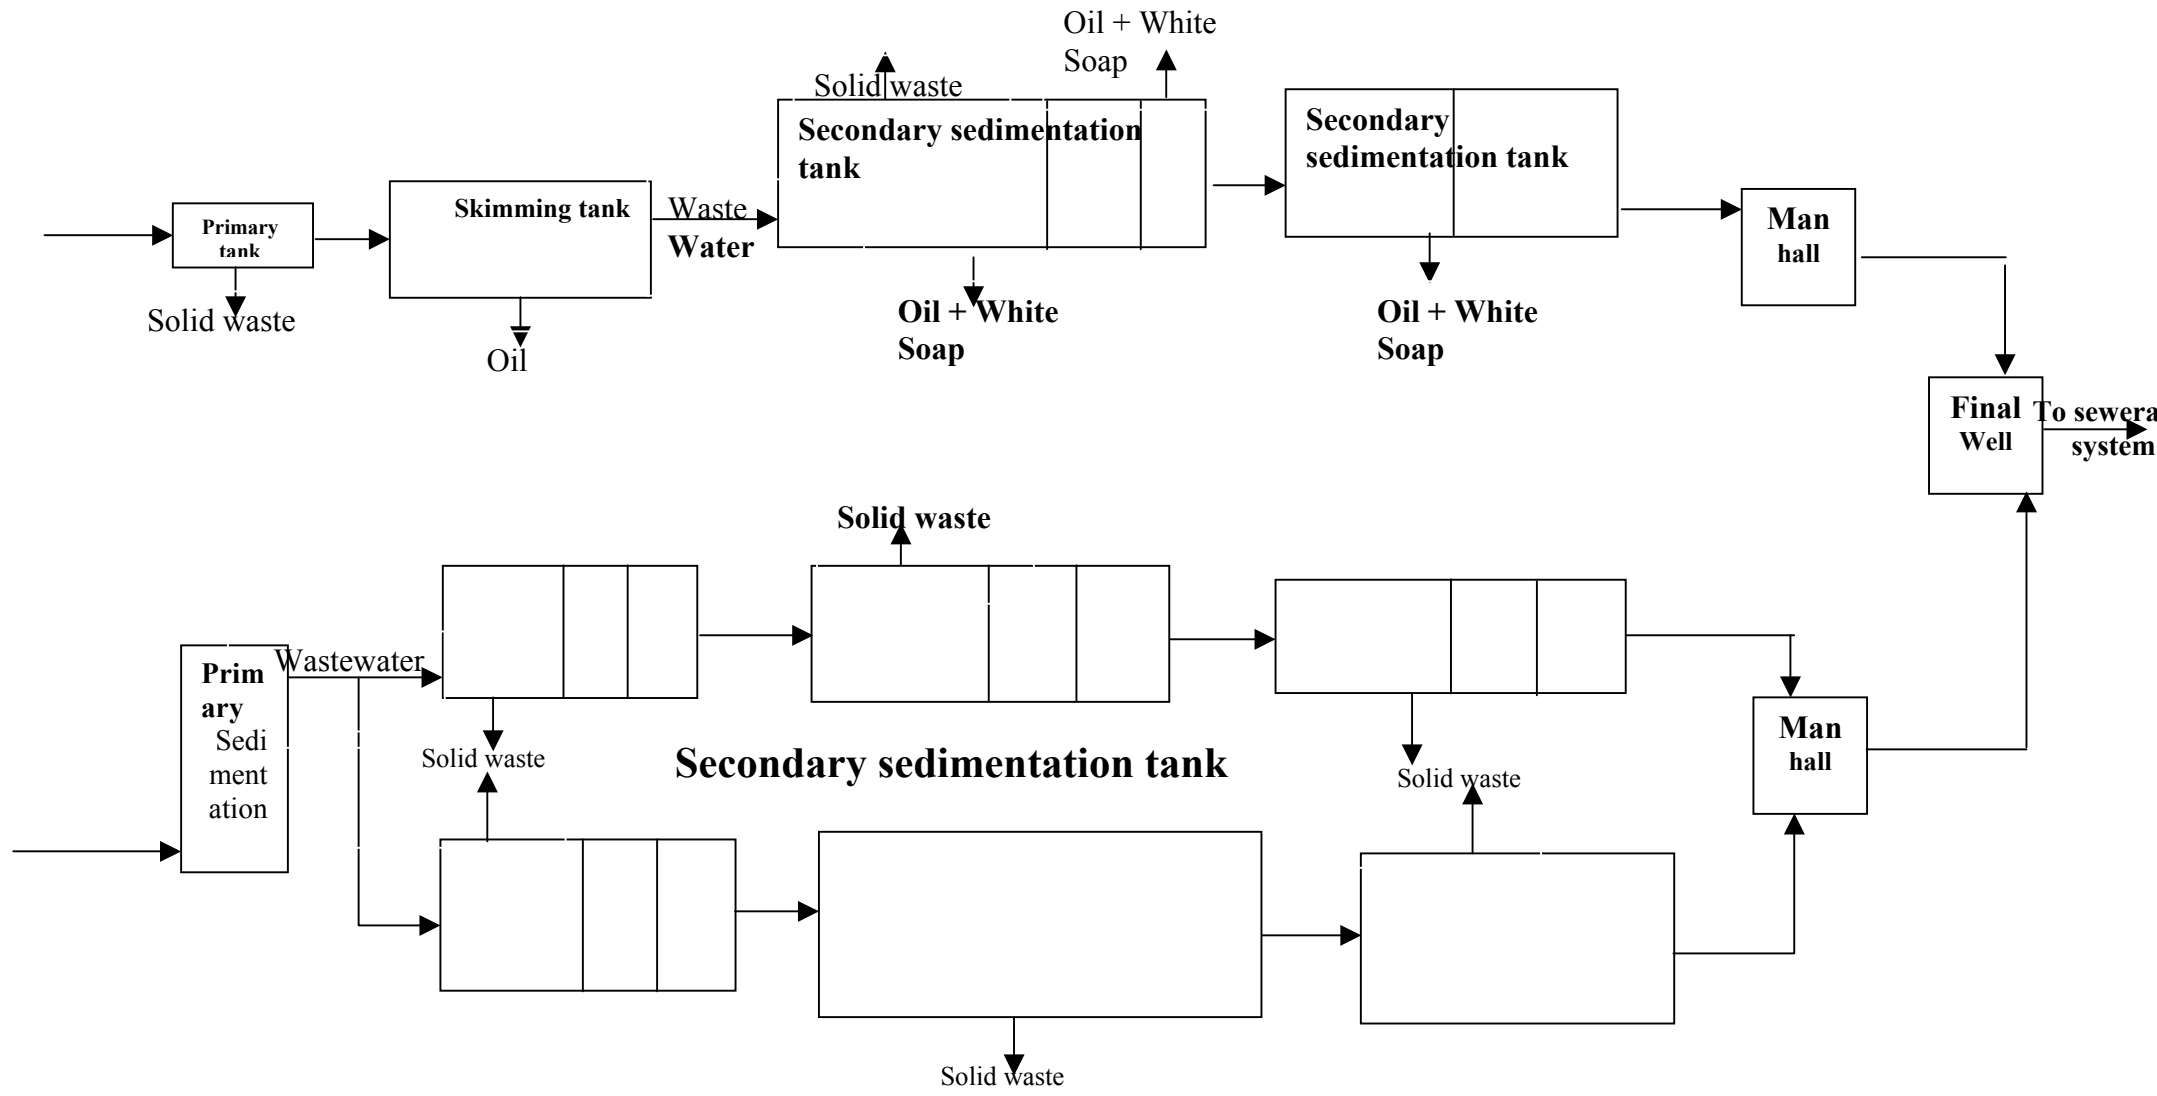 Oil + White
Soap
Solid waste
Secondary sedimentation
tank
Secondary
sedimentation tank
Primary
tank
Skimming tank
Waste
Water
Man
hall
Solid waste
Oil
Oil + White
Soap
Oil + White
Soap
Final
Well
To sewera
system
Solid waste
Wastewater
Prim
ary
Sedi
ment
ation
Solid waste
Secondary sedimentation tank
Solid waste
Man
hall
Solid waste